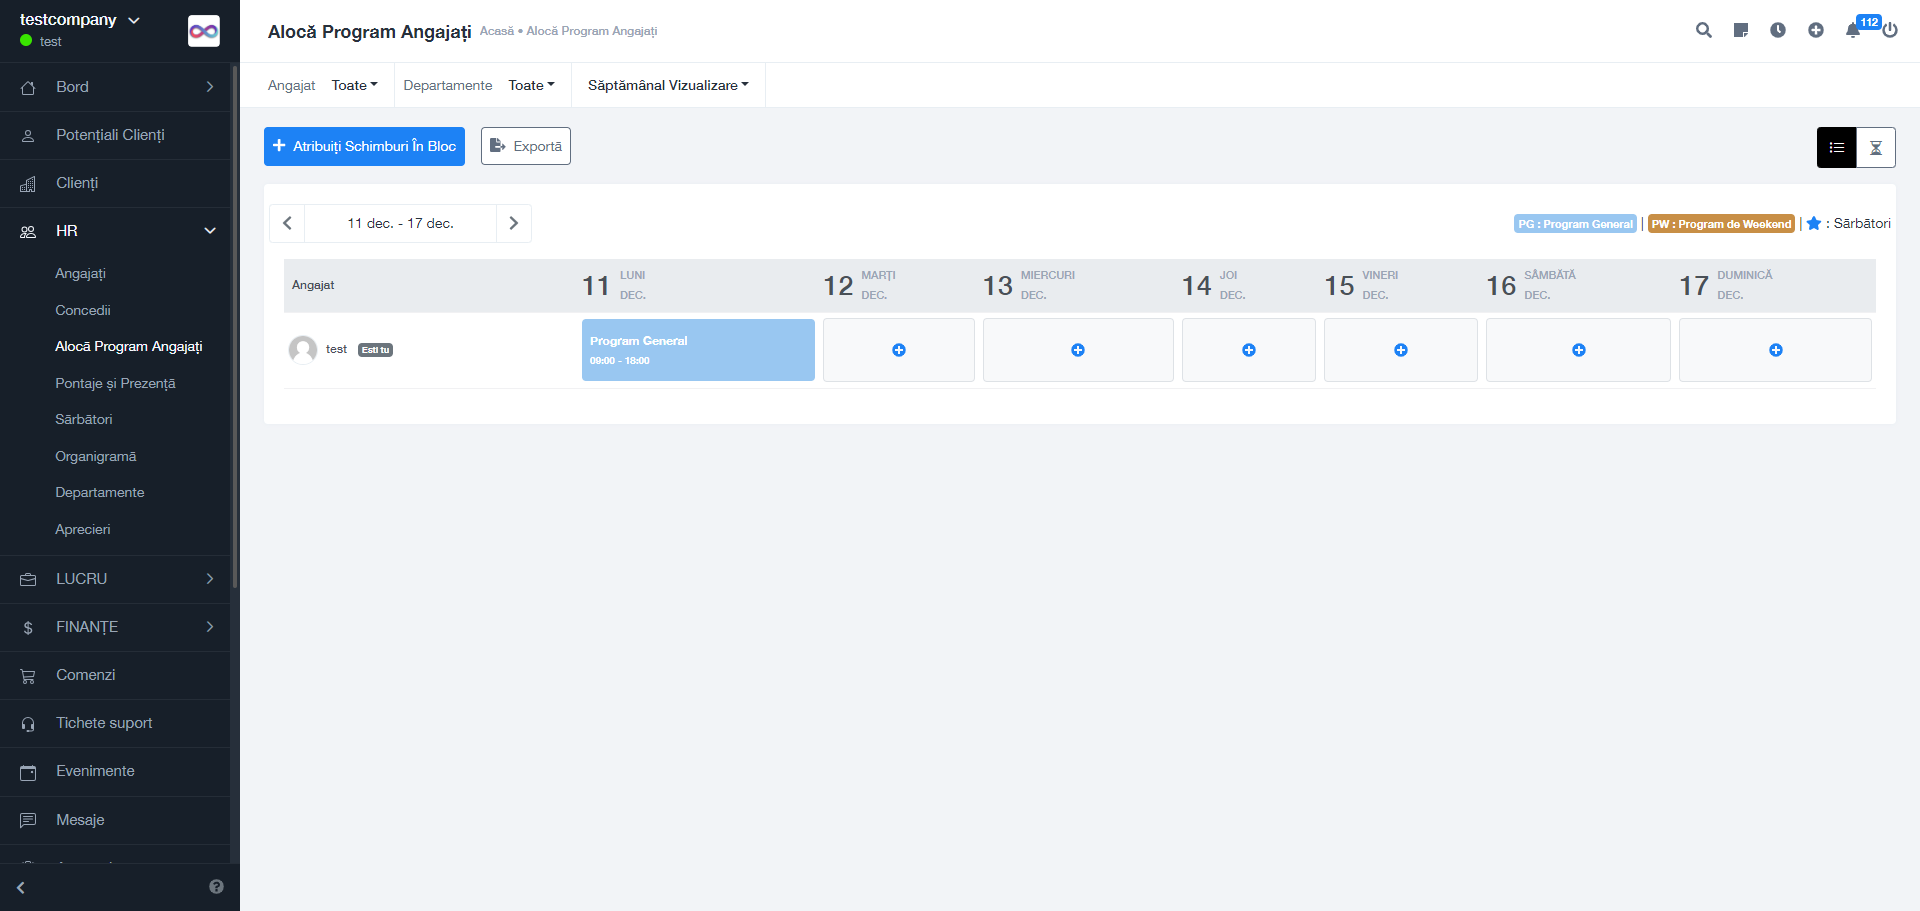 testcompany
test
Bord
Potențiali Clienți
Clienți
HR
Angajați
Concedii
Alocă Program Angajați
Pontaje și Prezență
Sărbători
Organigramă
Departamente
Aprecieri
LUCRU
FINANȚE
Comenzi
Tichete suport
Evenimente
Mesaje
Alocă Program Angajați
Acasă • Alocă Program Angajați
112
Angajat Toate
Departamente Toate
Săptămânal Vizualizare
Atribuiți Schimburi În Bloc
Exportă
11 dec. - 17 dec.
PG : Program General | PW : Program de Weekend | : Sărbători
Angajat
11 LUNI DEC.
12 MARȚI DEC.
13 MIERCURI DEC.
14 JOI DEC.
15 VINERI DEC.
16 SÂMBĂTĂ DEC.
17 DUMINICĂ DEC.
test Esti tu
Program General
09:00 - 18:00